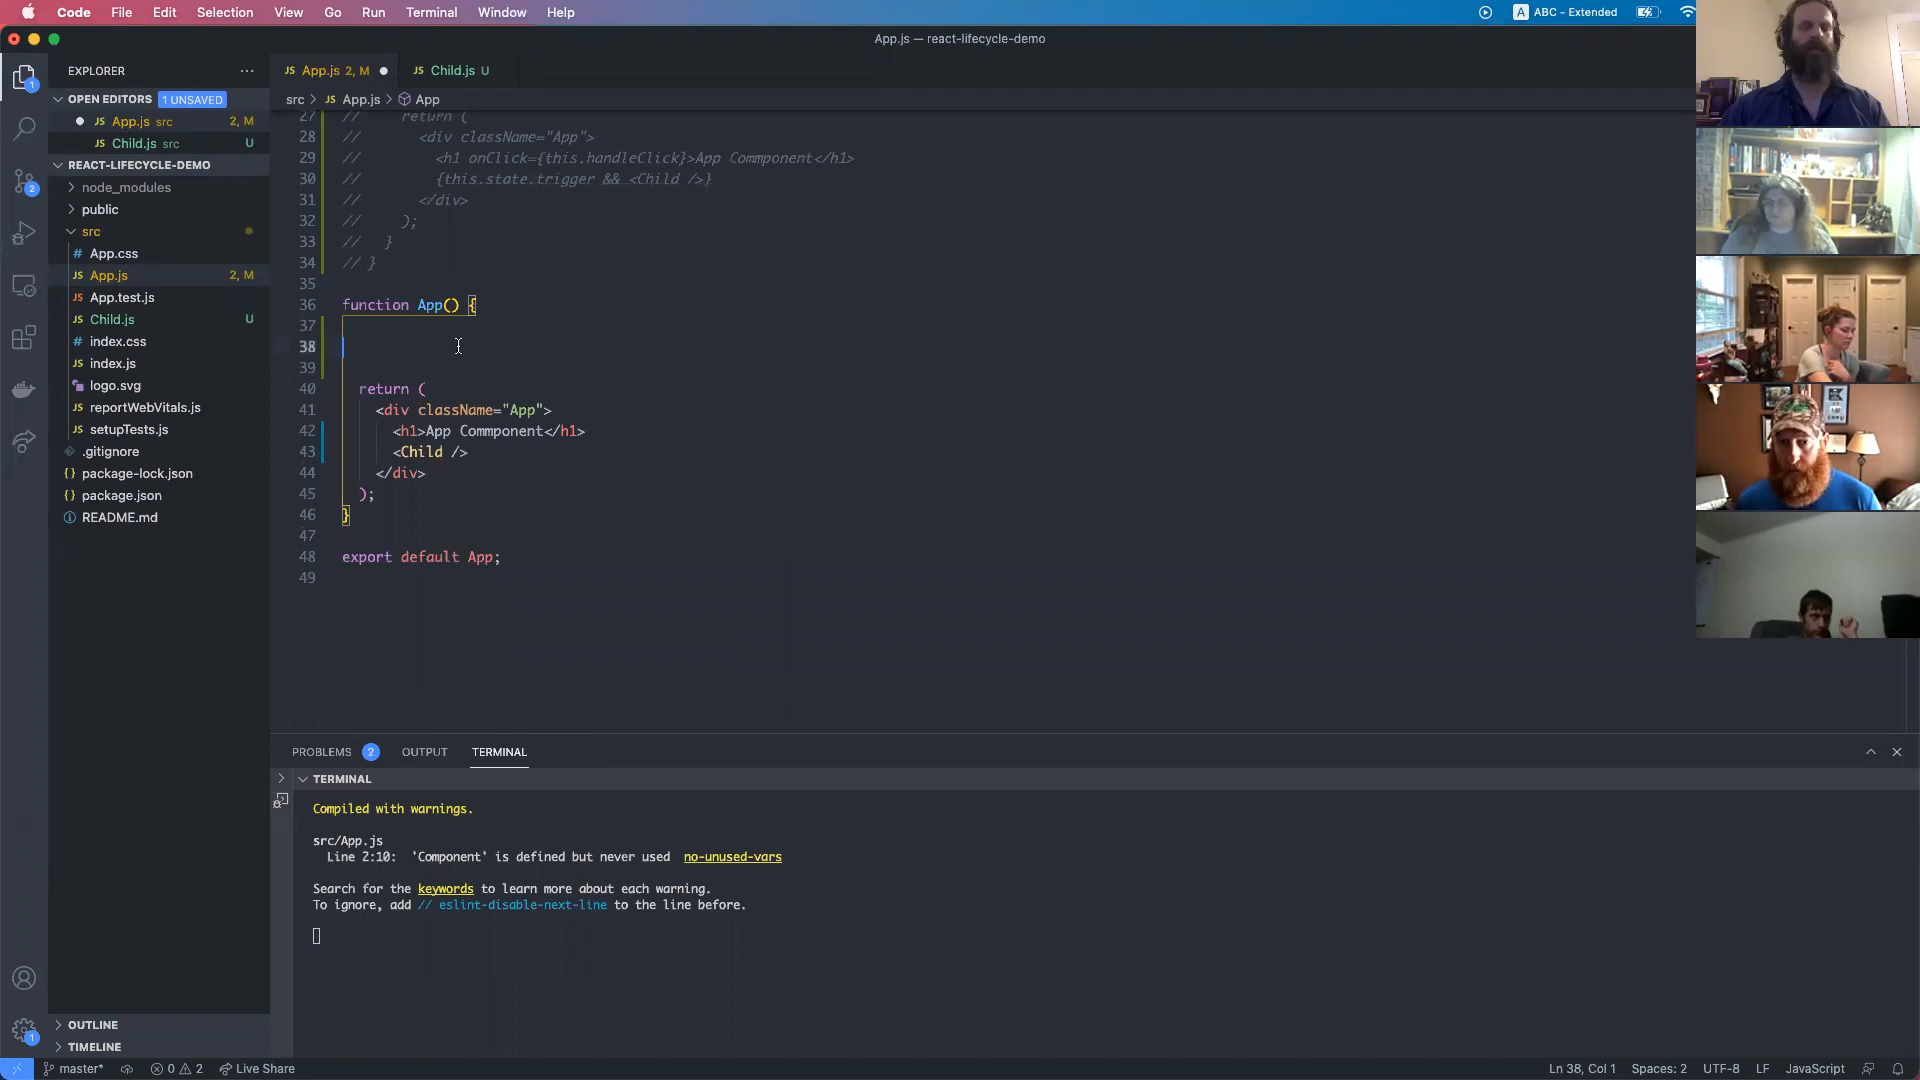 Code File Edit Selection View Go Run Terminal Window Help A ABC - Extended
App.js — react-lifecycle-demo
EXPLORER
JS App.js 2, M JS Child.js U
OPEN EDITORS 1 UNSAVED
src > JS App.js > App
JS App.js src 2, M
JS Child.js src U
REACT-LIFECYCLE-DEMO
node_modules
public
src
# App.css
JS App.js 2, M
JS App.test.js
JS Child.js U
# index.css
JS index.js
logo.svg
JS reportWebVitals.js
JS setupTests.js
.gitignore
{} package-lock.json
{} package.json
README.md
OUTLINE
TIMELINE
27 // return (
28 // <div className="App">
29 // <h1 onClick={this.handleClick}>App Commponent</h1>
30 // {this.state.trigger && <Child />}
31 // </div>
32 // );
33 // }
34 // }
35
36 function App() {
37
38
39
40 return (
41 <div className="App">
42 <h1>App Commponent</h1>
43 <Child />
44 </div>
45 );
46 }
47
48 export default App;
49
PROBLEMS 2 OUTPUT TERMINAL
TERMINAL
Compiled with warnings.
src/App.js
Line 2:10: 'Component' is defined but never used no-unused-vars
Search for the keywords to learn more about each warning.
To ignore, add // eslint-disable-next-line to the line before.
master* 0 2 Live Share Ln 38, Col 1 Spaces: 2 UTF-8 LF JavaScript